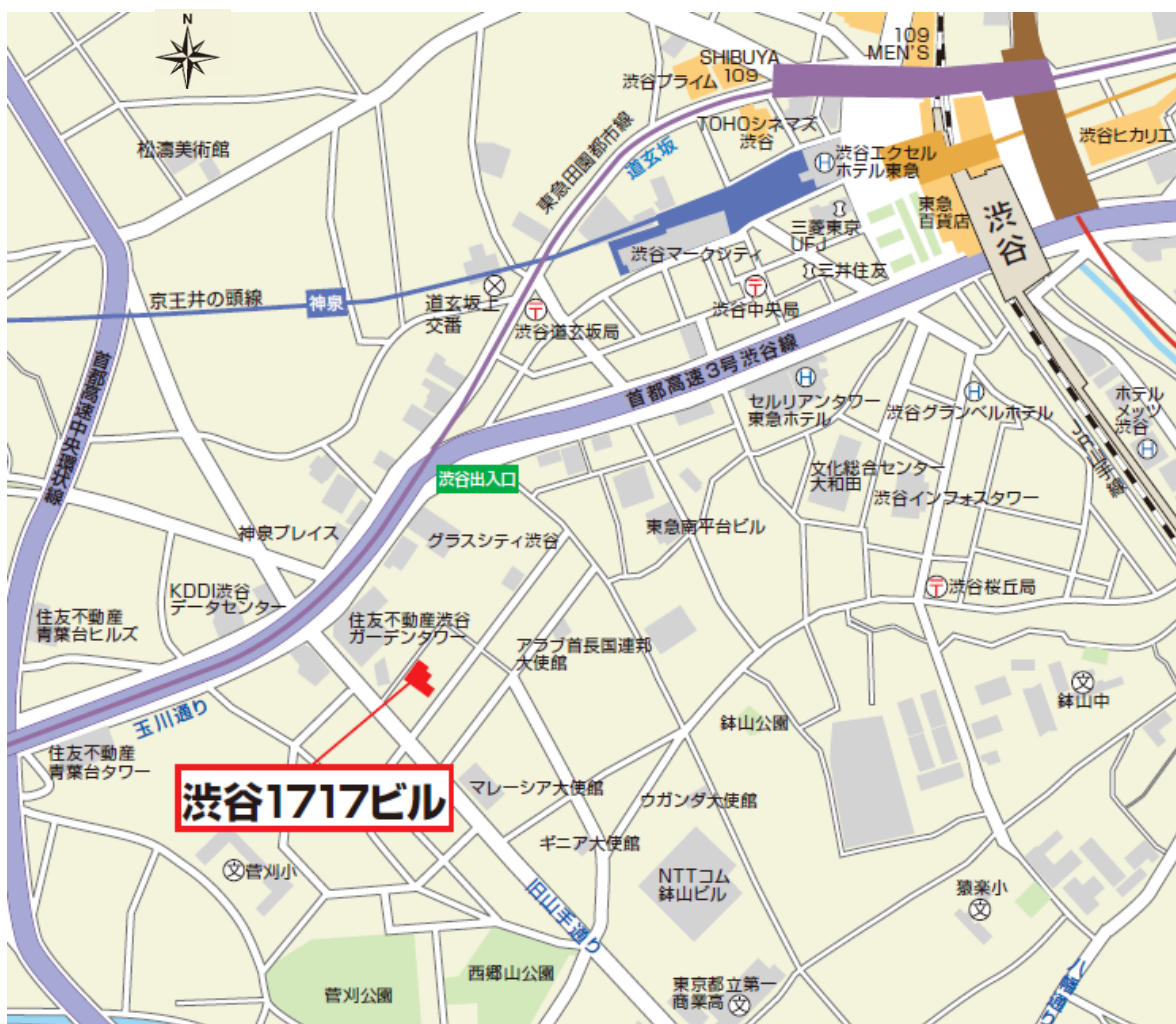 N
109
MEN'S
SHIBUYA
109
渋谷プライム
TOHOシネマズ
渋谷
渋谷ヒカリエ
松濤美術館
東急田園都市線
道玄坂
渋谷エクセル
ホテル東急
東急
百貨店
渋谷
三菱東京
UFJ
渋谷マークシティ
三井住友
京王井の頭線
神泉
道玄坂上
交番
渋谷道玄坂局
渋谷中央局
首都高速3号渋谷線
首都高速中央環状線
セルリアンタワー
東急ホテル
渋谷グランベルホテル
ホテル
メッツ
渋谷
JR山手線
渋谷出入口
文化総合センター
大和田
渋谷インフォスタワー
神泉プレイス
グラスシティ渋谷
東急南平台ビル
KDDI渋谷
データセンター
住友不動産
青葉台ヒルズ
住友不動産渋谷
ガーデンタワー
アラブ首長国連邦
大使館
渋谷桜丘局
鉢山中
玉川通り
鉢山公園
住友不動産
青葉台タワー
渋谷1717ビル
マレーシア大使館
ウガンダ大使館
ギニア大使館
菅刈小
NTTコム
鉢山ビル
猿楽小
旧山手通り
西郷山公園
菅刈公園
東京都立第一
商業高
八幡通り